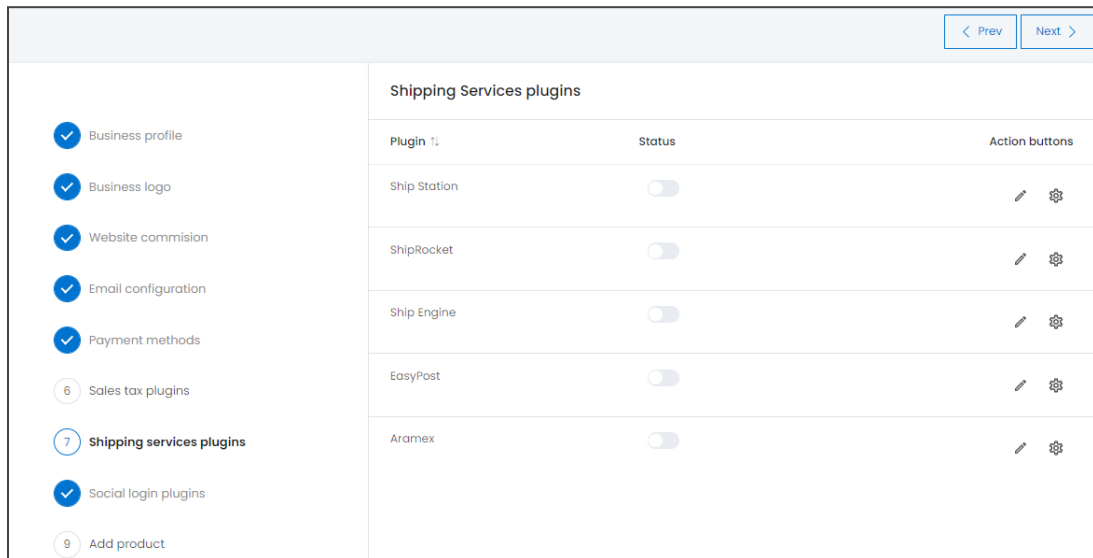 Prev
Next
Business profile
Business logo
Website commision
Email configuration
Payment methods
6 Sales tax plugins
7 Shipping services plugins
Social login plugins
9 Add product
Shipping Services plugins
Plugin Status Action buttons
Ship Station
ShipRocket
Ship Engine
EasyPost
Aramex